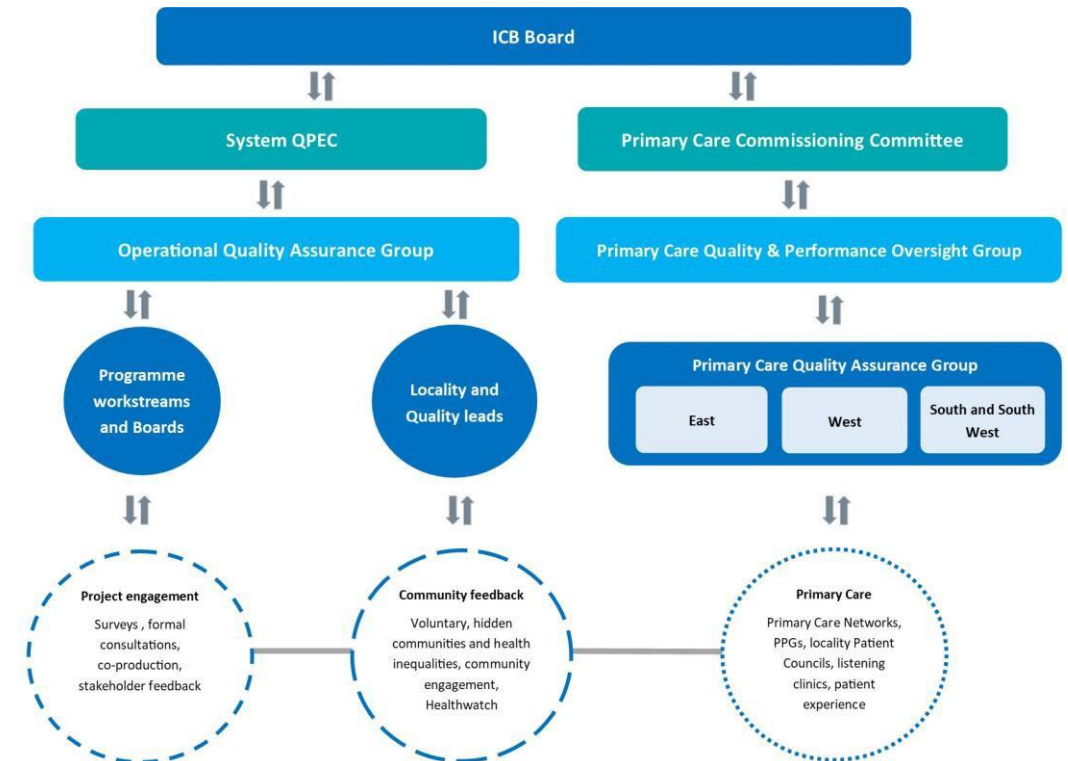 ICB Board
System QPEC
Primary Care Commissioning Committee
Operational Quality Assurance Group
Primary Care Quality & Performance Oversight Group
Programme
workstreams
and Boards
Locality and
Quality leads
Primary Care Quality Assurance Group
East
West
South and South
West
Project engagement
Surveys , formal
consultations,
co-production,
stakeholder feedback
Community feedback
Voluntary, hidden
communities and health
inequalities, community
engagement,
Healthwatch
Primary Care
Primary Care Networks,
PPGs, locality Patient
Councils, listening
clinics, patient
experience